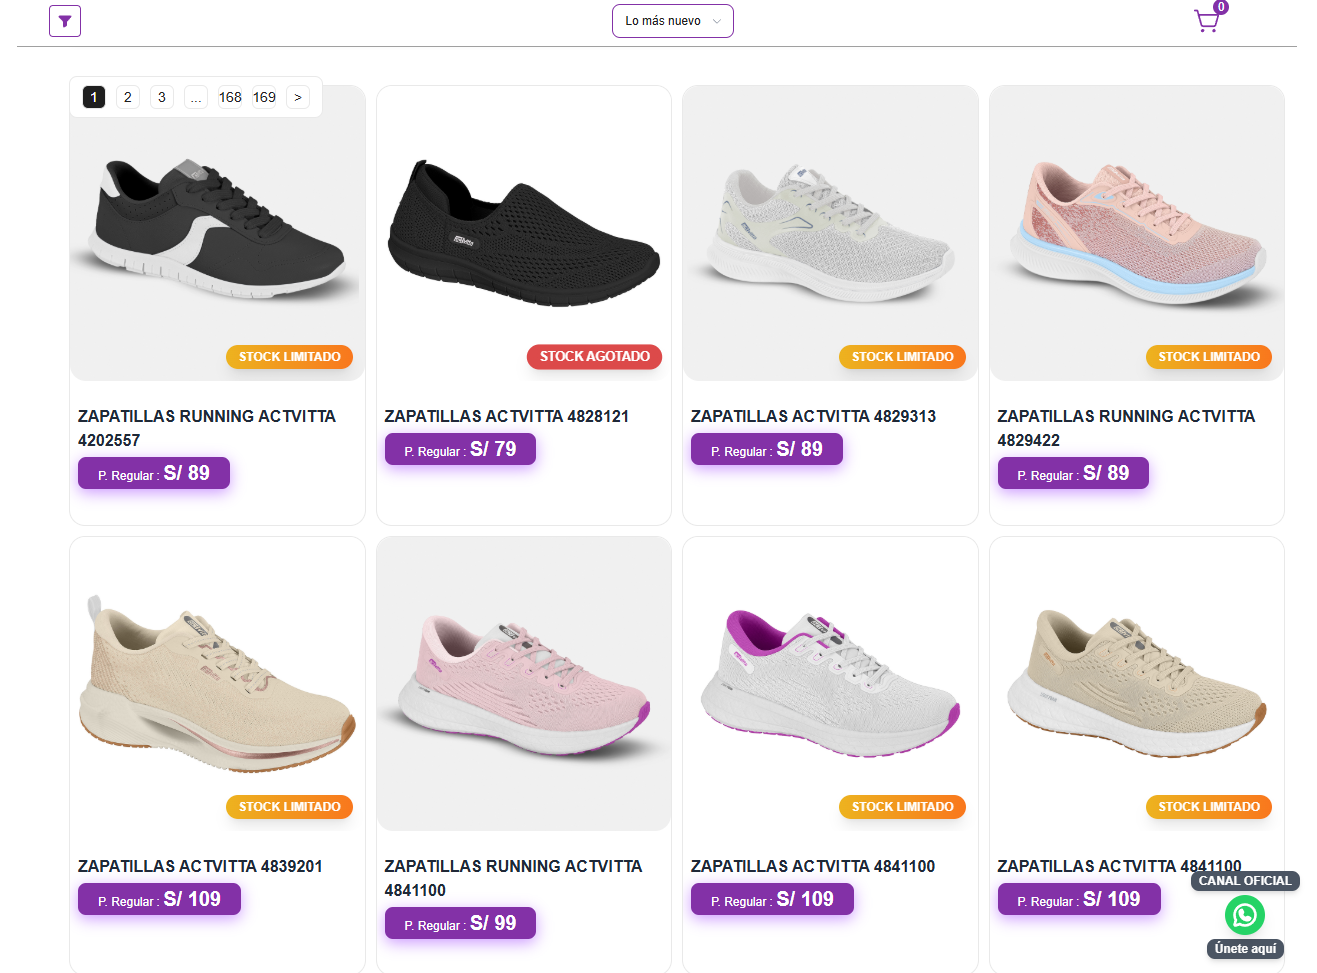 Lo más nuevo
0
1 2 3 ... 168 169 >
STOCK LIMITADO
STOCK AGOTADO
STOCK LIMITADO
STOCK LIMITADO
ZAPATILLAS RUNNING ACTVITTA
4202557
P. Regular : S/ 89
ZAPATILLAS ACTVITTA 4828121
P. Regular : S/ 79
ZAPATILLAS ACTVITTA 4829313
P. Regular : S/ 89
ZAPATILLAS RUNNING ACTVITTA
4829422
P. Regular : S/ 89
STOCK LIMITADO
STOCK LIMITADO
STOCK LIMITADO
ZAPATILLAS ACTVITTA 4839201
P. Regular : S/ 109
ZAPATILLAS RUNNING ACTVITTA
4841100
P. Regular : S/ 99
ZAPATILLAS ACTVITTA 4841100
P. Regular : S/ 109
ZAPATILLAS ACTVITTA 4841100
P. Regular : S/ 109
CANAL OFICIAL
Únete aquí